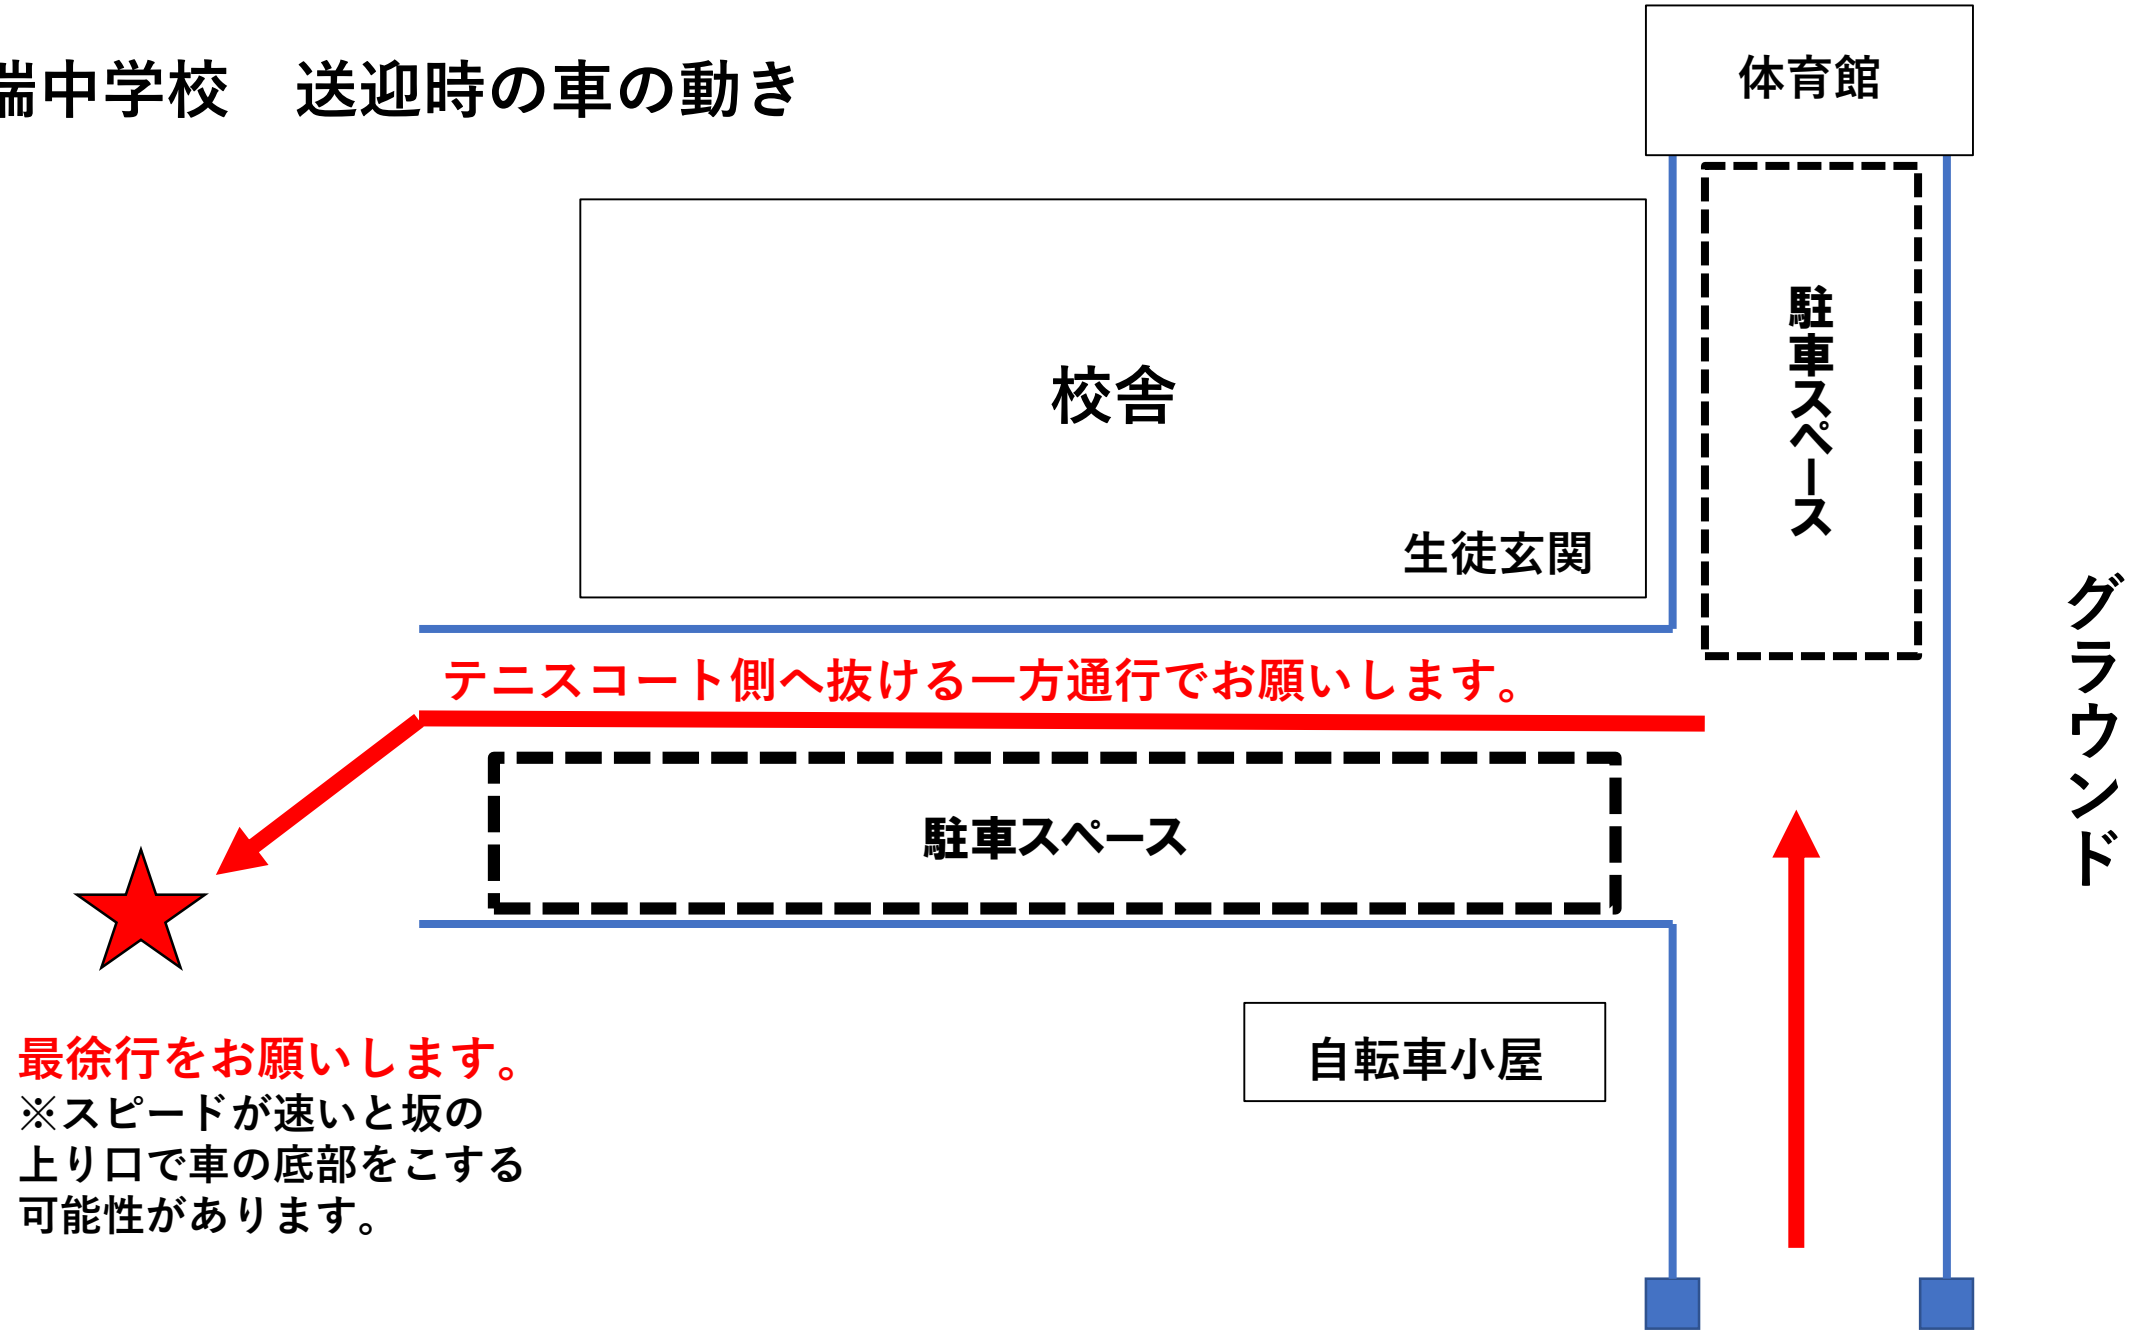 端中学校　送迎時の車の動き
体育館
校舎
生徒玄関
駐車スペース
グラウンド
テニスコート側へ抜ける一方通行でお願いします。
駐車スペース
自転車小屋
最徐行をお願いします。
※スピードが速いと坂の
上り口で車の底部をこする
可能性があります。